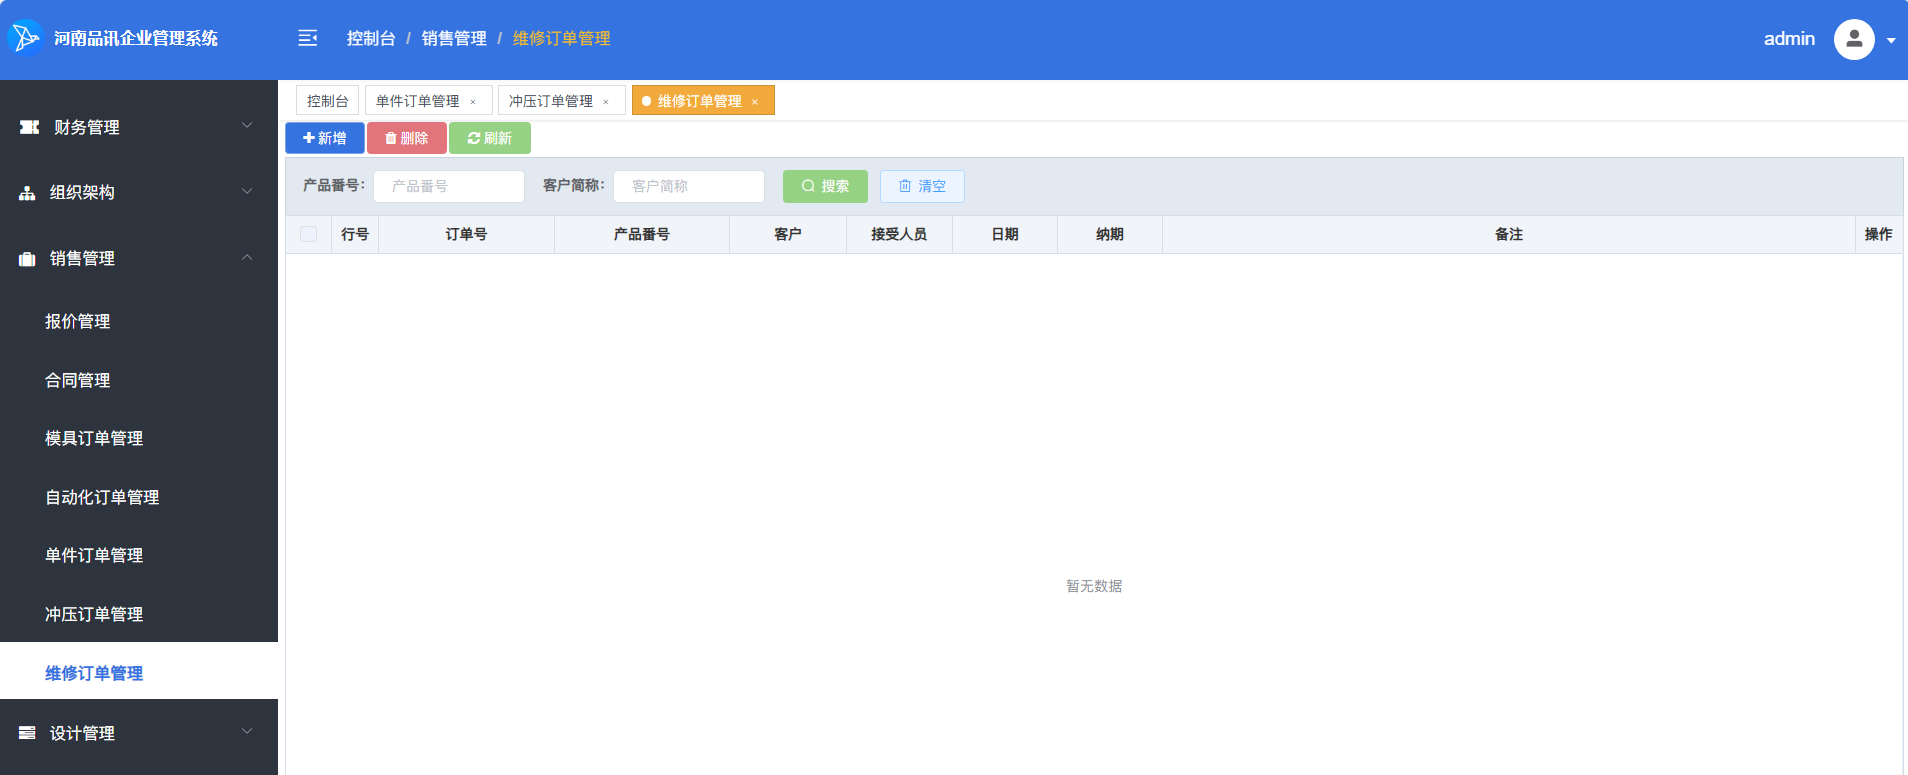 河南品讯企业管理系统
控制台 / 销售管理 / 维修订单管理
admin
财务管理
组织架构
销售管理
报价管理
合同管理
模具订单管理
自动化订单管理
单件订单管理
冲压订单管理
维修订单管理
设计管理
控制台 单件订单管理 × 冲压订单管理 × 维修订单管理 ×
新增 删除 刷新
产品番号: 产品番号 客户简称: 客户简称 搜索 清空
行号 订单号 产品番号 客户 接受人员 日期 纳期 备注 操作
暂无数据